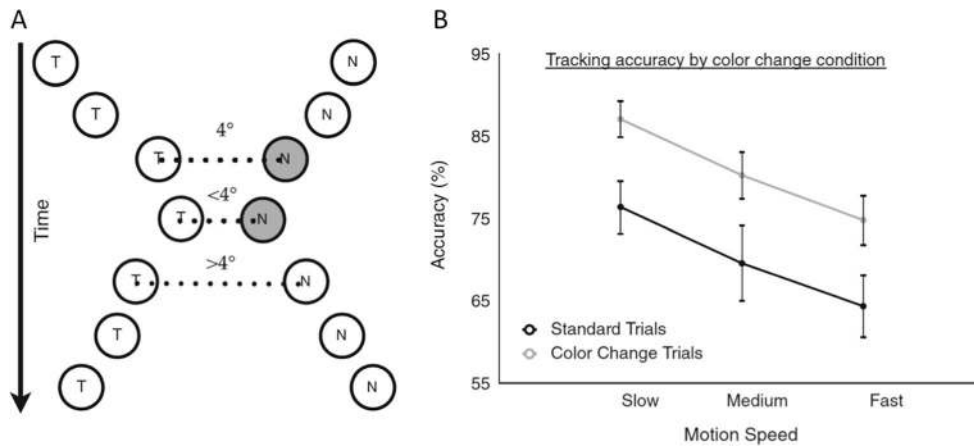 A
T
N
T
N
4°
T
N
<4°
T
N
>4°
T
N
T
N
T
N
Time
B
Tracking accuracy by color change condition
95
85
75
65
55
Accuracy (%)
Standard Trials
Color Change Trials
Slow
Medium
Fast
Motion Speed